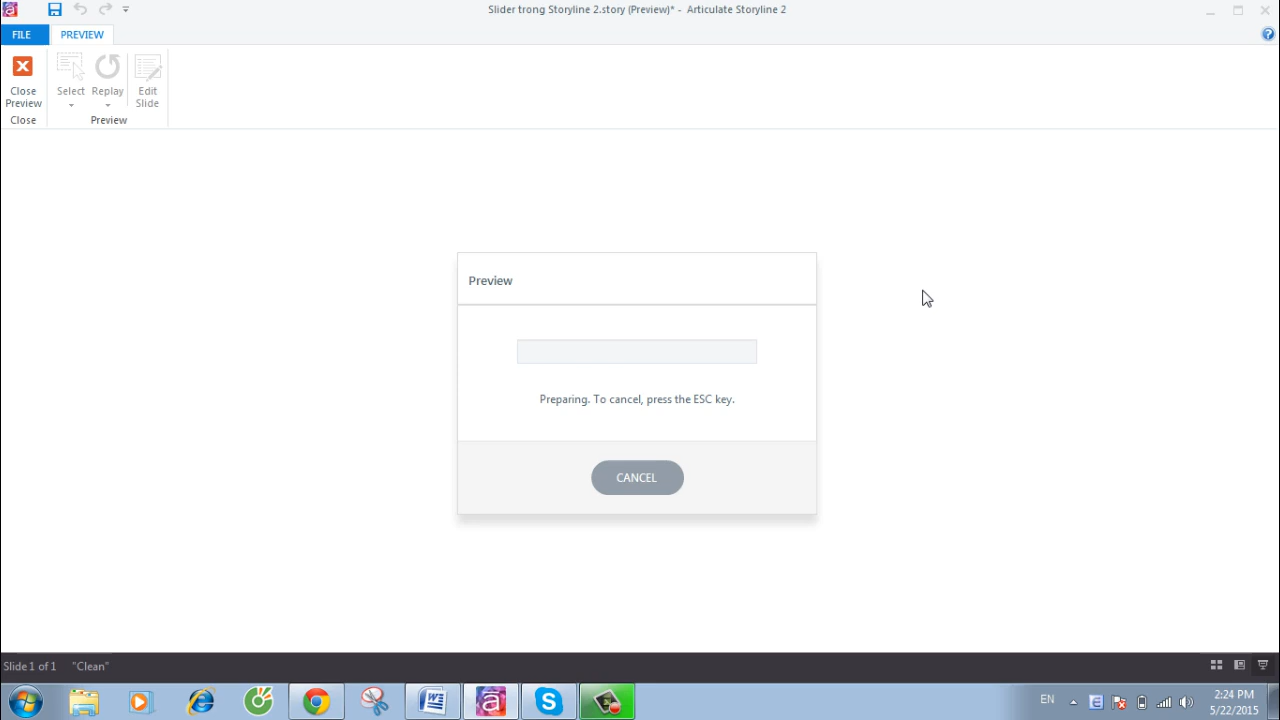 Slider trong Storyline 2.story (Preview)* - Articulate Storyline 2
FILE
PREVIEW
Close Preview
Select
Replay
Edit Slide
Close
Preview
Preview
Preparing. To cancel, press the ESC key.
CANCEL
Slide 1 of 1
"Clean"
EN
2:24 PM
5/22/2015